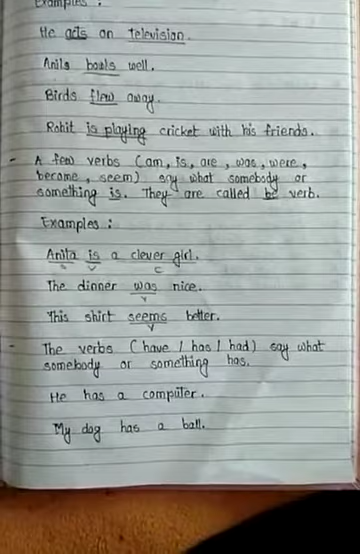 Examples :
He acts on television.
Anita bowls well.
Birds flew away.
Rohit is playing cricket with his friends.
- A few verbs (am, is, are, was, were,
become, seem) say what somebody or
something is. They are called be verb.
Examples :
Anita is a clever girl.
S V C
The dinner was nice.
V
This shirt seems better.
V
- The verbs (have / has / had) say what
somebody or something has.
He has a computer.
My dog has a ball.